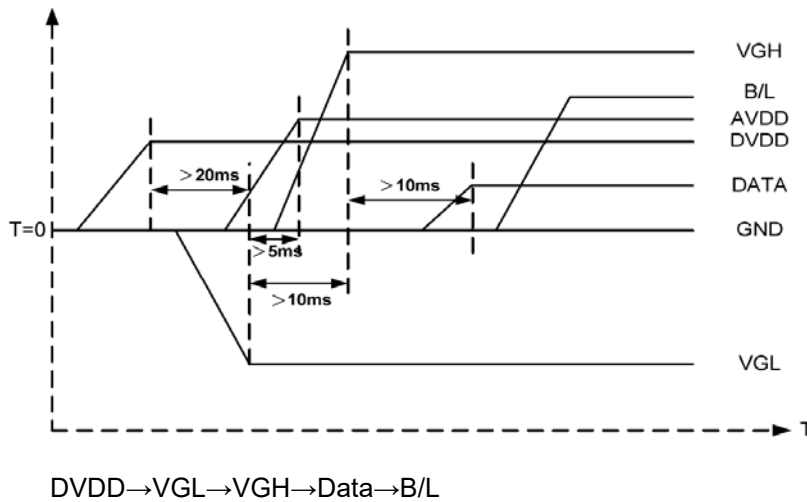 VGH
B/L
AVDD
DVDD
>20ms
>10ms
DATA
T=0
GND
>5ms
>10ms
VGL
T
DVDD→VGL→VGH→Data→B/L